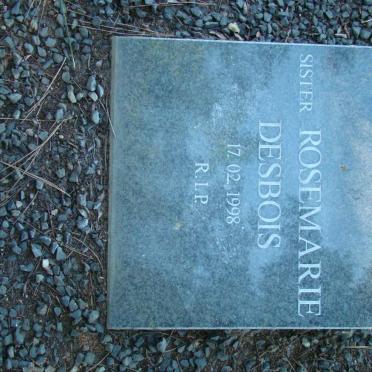 SISTER ROSEMARIE
DESBOIS
17. 02. 1998
R.I.P.